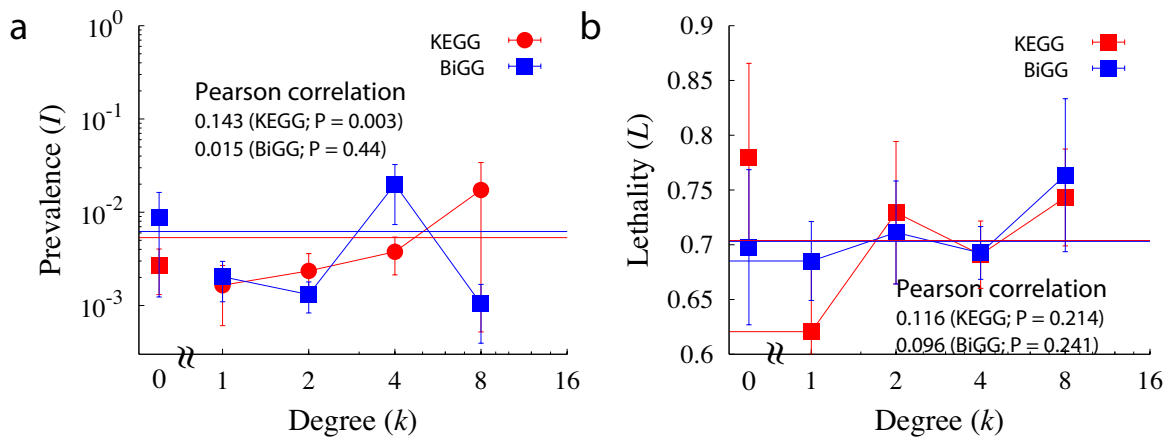 a
KEGG
BiGG
Pearson correlation
0.143 (KEGG; P = 0.003)
0.015 (BiGG; P = 0.44)
10^0
10^-1
10^-2
10^-3
Prevalence (I)
0 1 2 4 8 16
Degree (k)
b
KEGG
BiGG
0.9
0.85
0.8
0.75
0.7
0.65
0.6
Lethality (L)
Pearson correlation
0.116 (KEGG; P = 0.214)
0.096 (BiGG; P = 0.241)
0 1 2 4 8 16
Degree (k)